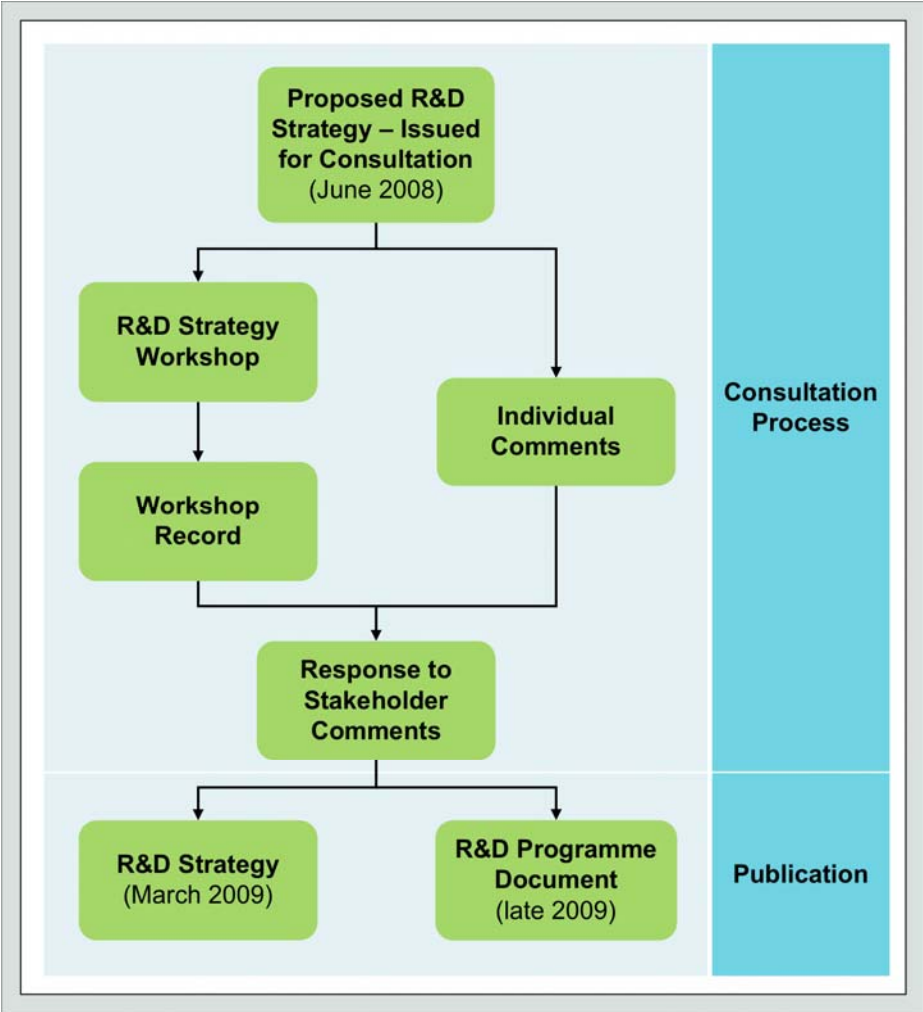 Proposed R&D
Strategy – Issued
for Consultation
(June 2008)
R&D Strategy
Workshop
Individual
Comments
Workshop
Record
Response to
Stakeholder
Comments
Consultation
Process
R&D Strategy
(March 2009)
R&D Programme
Document
(late 2009)
Publication